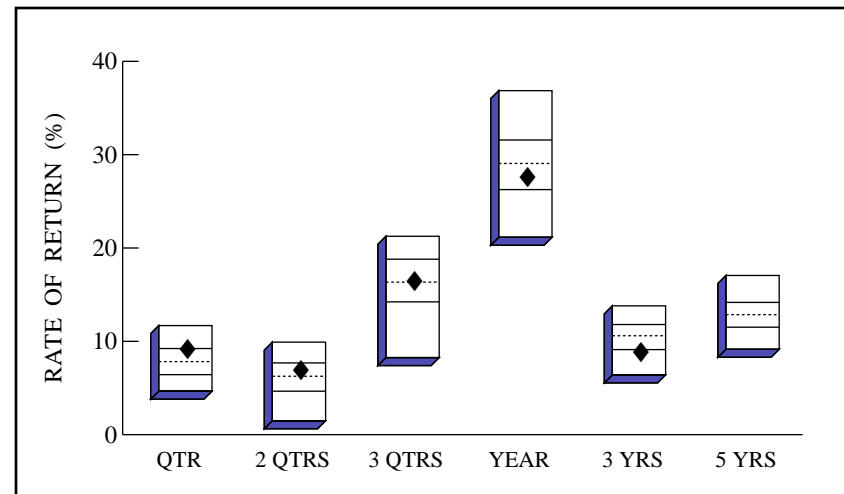 RATE OF RETURN (%)
40
30
20
10
0
QTR 2 QTRS 3 QTRS YEAR 3 YRS 5 YRS